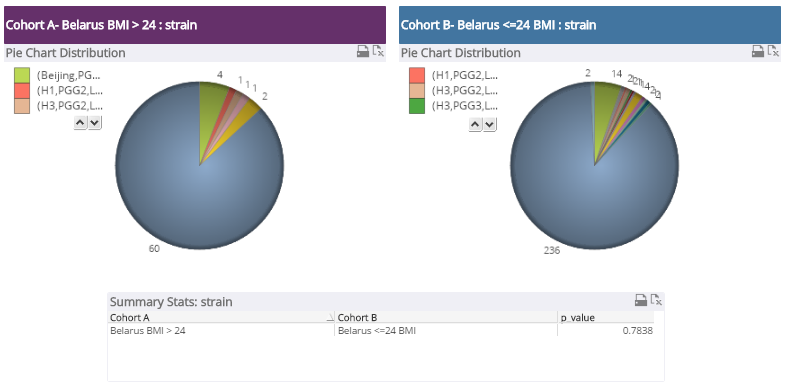 Cohort A- Belarus BMI > 24 : strain
Pie Chart Distribution
(Beijing,PG...
(H1,PGG2,L...
(H3,PGG2,L...
4
1
1
1
2
60
Cohort B- Belarus <=24 BMI : strain
Pie Chart Distribution
(H1,PGG2,L...
(H3,PGG2,L...
(H3,PGG3,L...
2
14
236
Summary Stats: strain
Cohort A Cohort B p_value
Belarus BMI > 24 Belarus <=24 BMI 0.7838